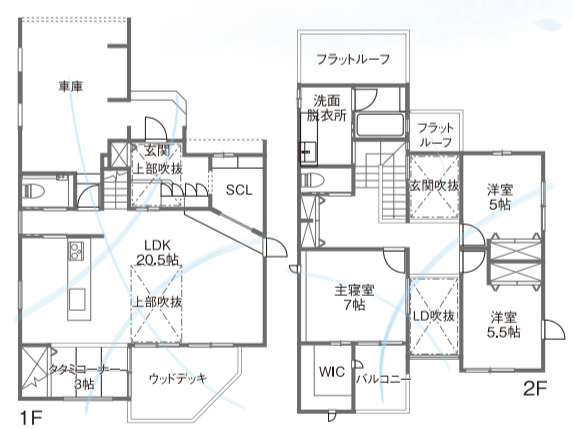 車庫
玄関
上部吹抜
SCL
LDK
20.5帖
上部吹抜
タタミコーナー
3帖
ウッドデッキ
1F
フラットルーフ
洗面
脱衣所
フラット
ルーフ
玄関吹抜
洋室
5帖
主寝室
7帖
LD吹抜
洋室
5.5帖
WIC
バルコニー
2F